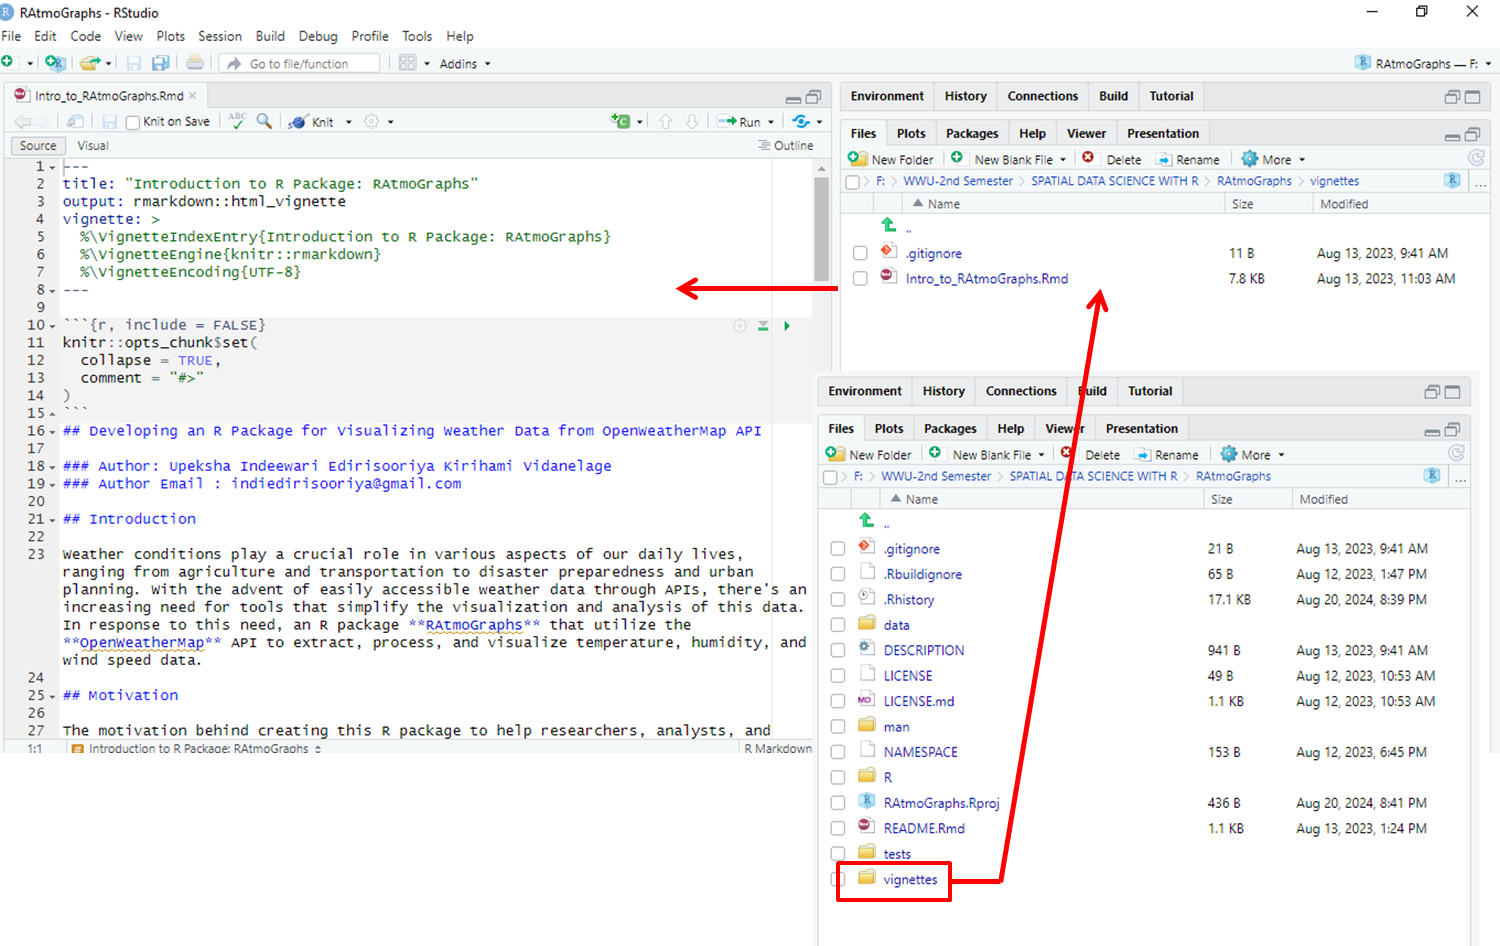 RAtmoGraphs - RStudio
File Edit Code View Plots Session Build Debug Profile Tools Help
Go to file/function Addins RAtmoGraphs — F:
Intro_to_RAtmoGraphs.Rmd
Knit on Save ABC Knit Run
Source Visual Outline
1 ---
2 title: "Introduction to R Package: RAtmoGraphs"
3 output: rmarkdown::html_vignette
4 vignette: >
5 %\VignetteIndexEntry{Introduction to R Package: RAtmoGraphs}
6 %\VignetteEngine{knitr::rmarkdown}
7 %\VignetteEncoding{UTF-8}
8 ---
9
10 ```{r, include = FALSE}
11 knitr::opts_chunk$set(
12 collapse = TRUE,
13 comment = "#>"
14 )
15 ```
16 ## Developing an R Package for Visualizing Weather Data from OpenWeatherMap API
17
18 ### Author: Upeksha Indeewari Edirisooriya Kirihami Vidanelage
19 ### Author Email : indiedirisooriya@gmail.com
20
21 ## Introduction
22
23 Weather conditions play a crucial role in various aspects of our daily lives,
ranging from agriculture and transportation to disaster preparedness and urban
planning. With the advent of easily accessible weather data through APIs, there's an
increasing need for tools that simplify the visualization and analysis of this data.
In response to this need, an R package **RAtmoGraphs** that utilize the
**OpenWeatherMap** API to extract, process, and visualize temperature, humidity, and
wind speed data.
24
25 ## Motivation
26
27 The motivation behind creating this R package to help researchers, analysts, and
1:1 Introduction to R Package: RAtmoGraphs R Markdown
Environment History Connections Build Tutorial
Files Plots Packages Help Viewer Presentation
New Folder New Blank File Delete Rename More
F: WWU-2nd Semester SPATIAL DATA SCIENCE WITH R RAtmoGraphs vignettes ...
Name Size Modified
..
.gitignore 11 B Aug 13, 2023, 9:41 AM
Intro_to_RAtmoGraphs.Rmd 7.8 KB Aug 13, 2023, 11:03 AM
Environment History Connections Build Tutorial
Files Plots Packages Help Viewer Presentation
New Folder New Blank File Delete Rename More
F: WWU-2nd Semester SPATIAL DATA SCIENCE WITH R RAtmoGraphs ...
Name Size Modified
..
.gitignore 21 B Aug 13, 2023, 9:41 AM
.Rbuildignore 65 B Aug 12, 2023, 1:47 PM
.Rhistory 17.1 KB Aug 20, 2024, 8:39 PM
data
DESCRIPTION 941 B Aug 13, 2023, 9:41 AM
LICENSE 49 B Aug 12, 2023, 10:53 AM
LICENSE.md 1.1 KB Aug 12, 2023, 10:53 AM
man
NAMESPACE 153 B Aug 12, 2023, 6:45 PM
R
RAtmoGraphs.Rproj 436 B Aug 20, 2024, 8:41 PM
README.Rmd 1.1 KB Aug 13, 2023, 1:24 PM
tests
vignettes